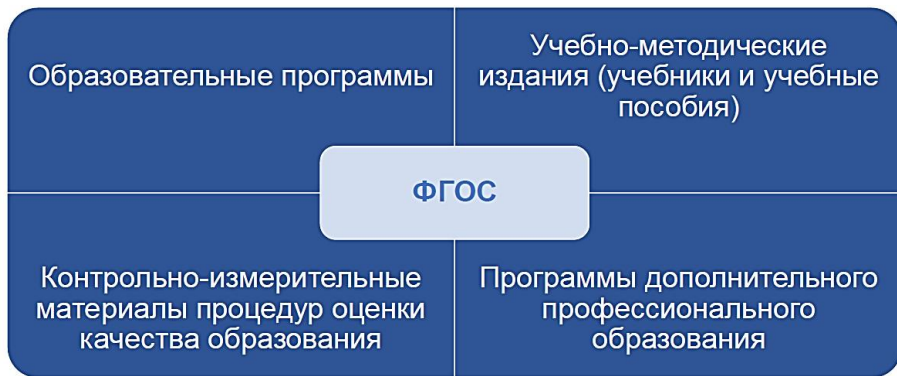 Образовательные программы
Учебно-методические
издания (учебники и учебные
пособия)
ФГОС
Контрольно-измерительные
материалы процедур оценки
качества образования
Программы дополнительного
профессионального
образования